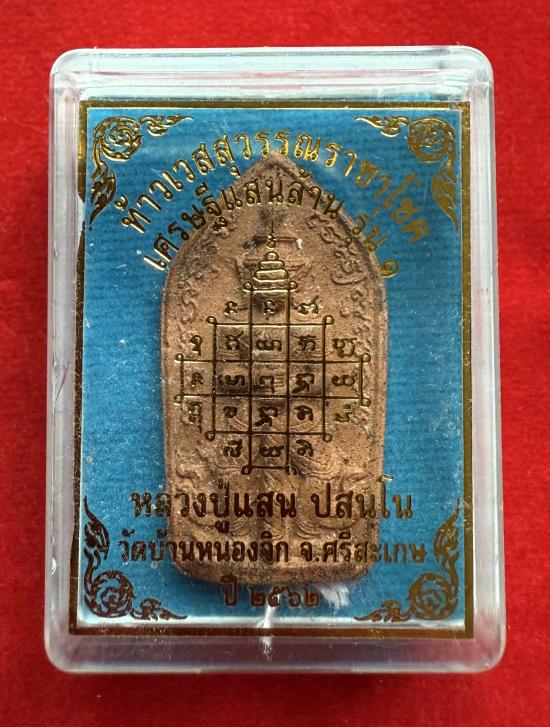 ท้าวเวสสุวรรณราชาโชค
เศรษฐีแสนล้าน รุ่น ๑
หลวงปู่แสน ปสนฺโน
วัดบ้านหนองจิก จ.ศรีสะเกษ
ปี ๒๕๖๒